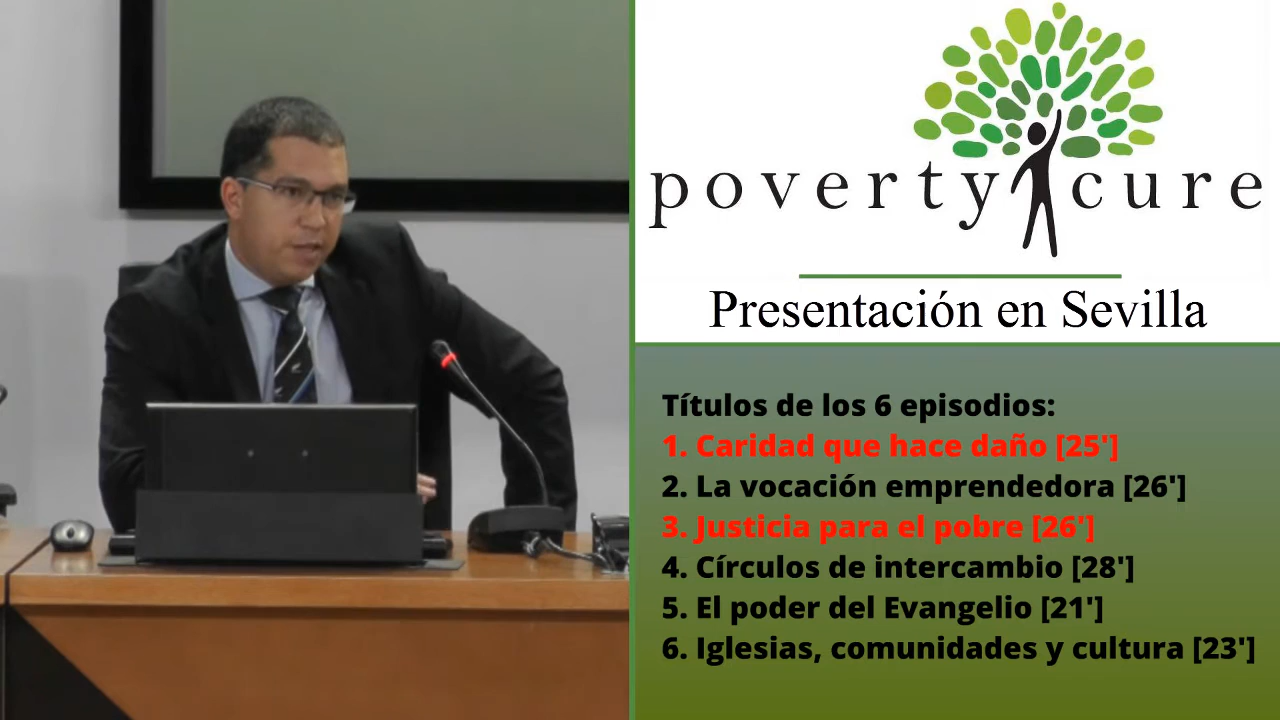 poverty cure
Presentación en Sevilla
Títulos de los 6 episodios:
1. Caridad que hace daño [25']
2. La vocación emprendedora [26']
3. Justicia para el pobre [26']
4. Círculos de intercambio [28']
5. El poder del Evangelio [21']
6. Iglesias, comunidades y cultura [23']